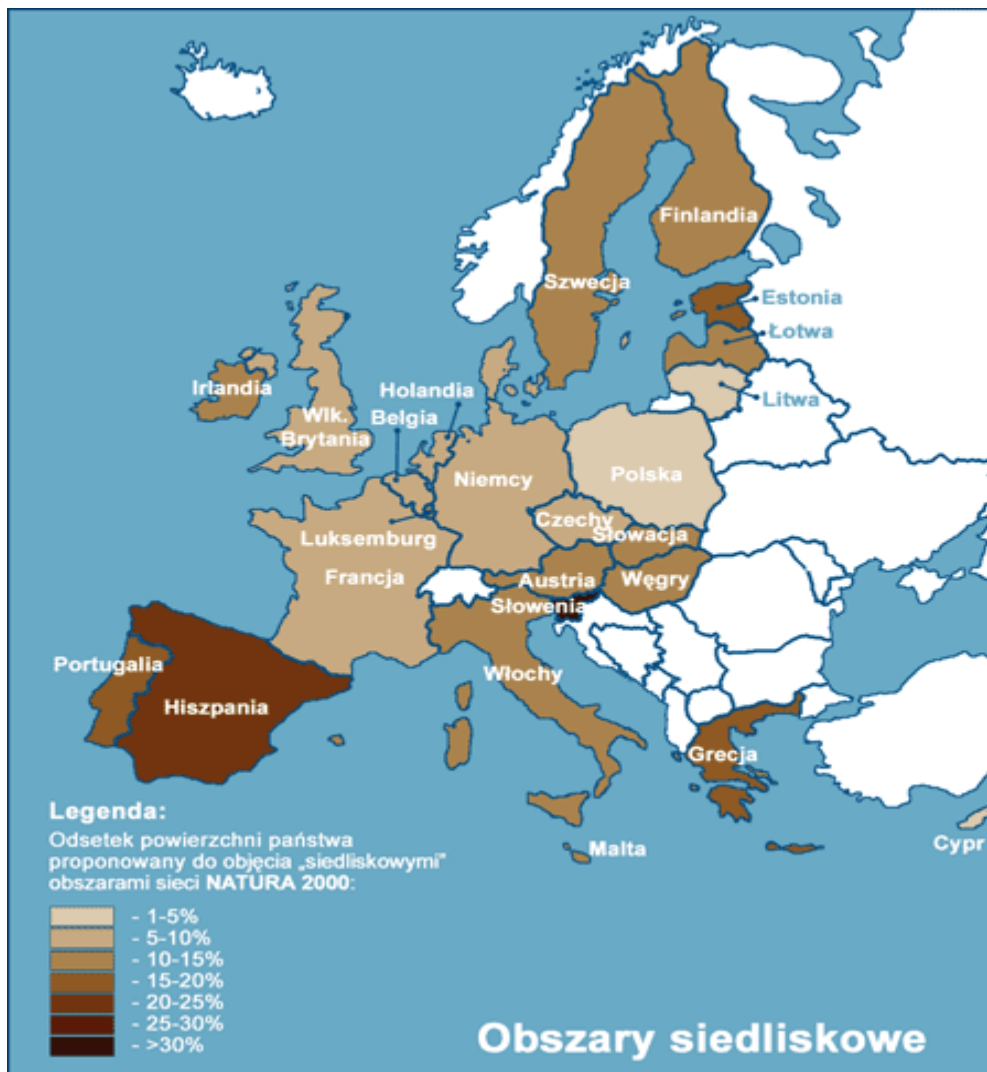 Finlandia
Szwecja
Estonia
Łotwa
Litwa
Irlandia
Holandia
Belgia
Wlk.
Brytania
Niemcy
Polska
Czechy
Słowacja
Luksemburg
Francja
Austria
Węgry
Słowenia
Portugalia
Hiszpania
Włochy
Grecja
Malta
Cypr
Legenda:
Odsetek powierzchni państwa
proponowany do objęcia „siedliskowymi”
obszarami sieci NATURA 2000:
- 1-5%
- 5-10%
- 10-15%
- 15-20%
- 20-25%
- 25-30%
- >30%
Obszary siedliskowe